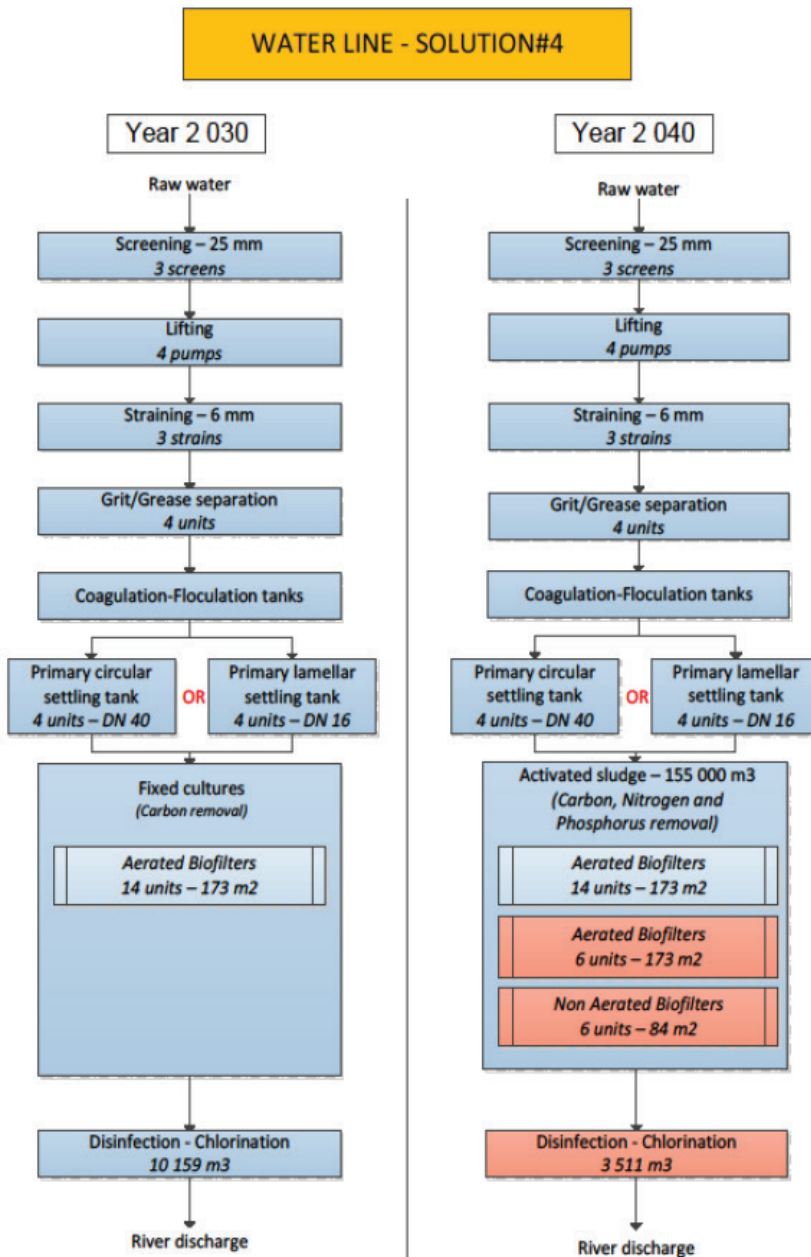 WATER LINE - SOLUTION#4
Year 2 030
Raw water
Screening – 25 mm
3 screens
Lifting
4 pumps
Straining – 6 mm
3 strains
Grit/Grease separation
4 units
Coagulation-Floculation tanks
Primary circular
settling tank
4 units – DN 40
OR
Primary lamellar
settling tank
4 units – DN 16
Fixed cultures
(Carbon removal)
Aerated Biofilters
14 units – 173 m2
Disinfection - Chlorination
10 159 m3
River discharge
Year 2 040
Raw water
Screening – 25 mm
3 screens
Lifting
4 pumps
Straining – 6 mm
3 strains
Grit/Grease separation
4 units
Coagulation-Floculation tanks
Primary circular
settling tank
4 units – DN 40
OR
Primary lamellar
settling tank
4 units – DN 16
Activated sludge – 155 000 m3
(Carbon, Nitrogen and
Phosphorus removal)
Aerated Biofilters
14 units – 173 m2
Aerated Biofilters
6 units – 173 m2
Non Aerated Biofilters
6 units – 84 m2
Disinfection - Chlorination
3 511 m3
River discharge